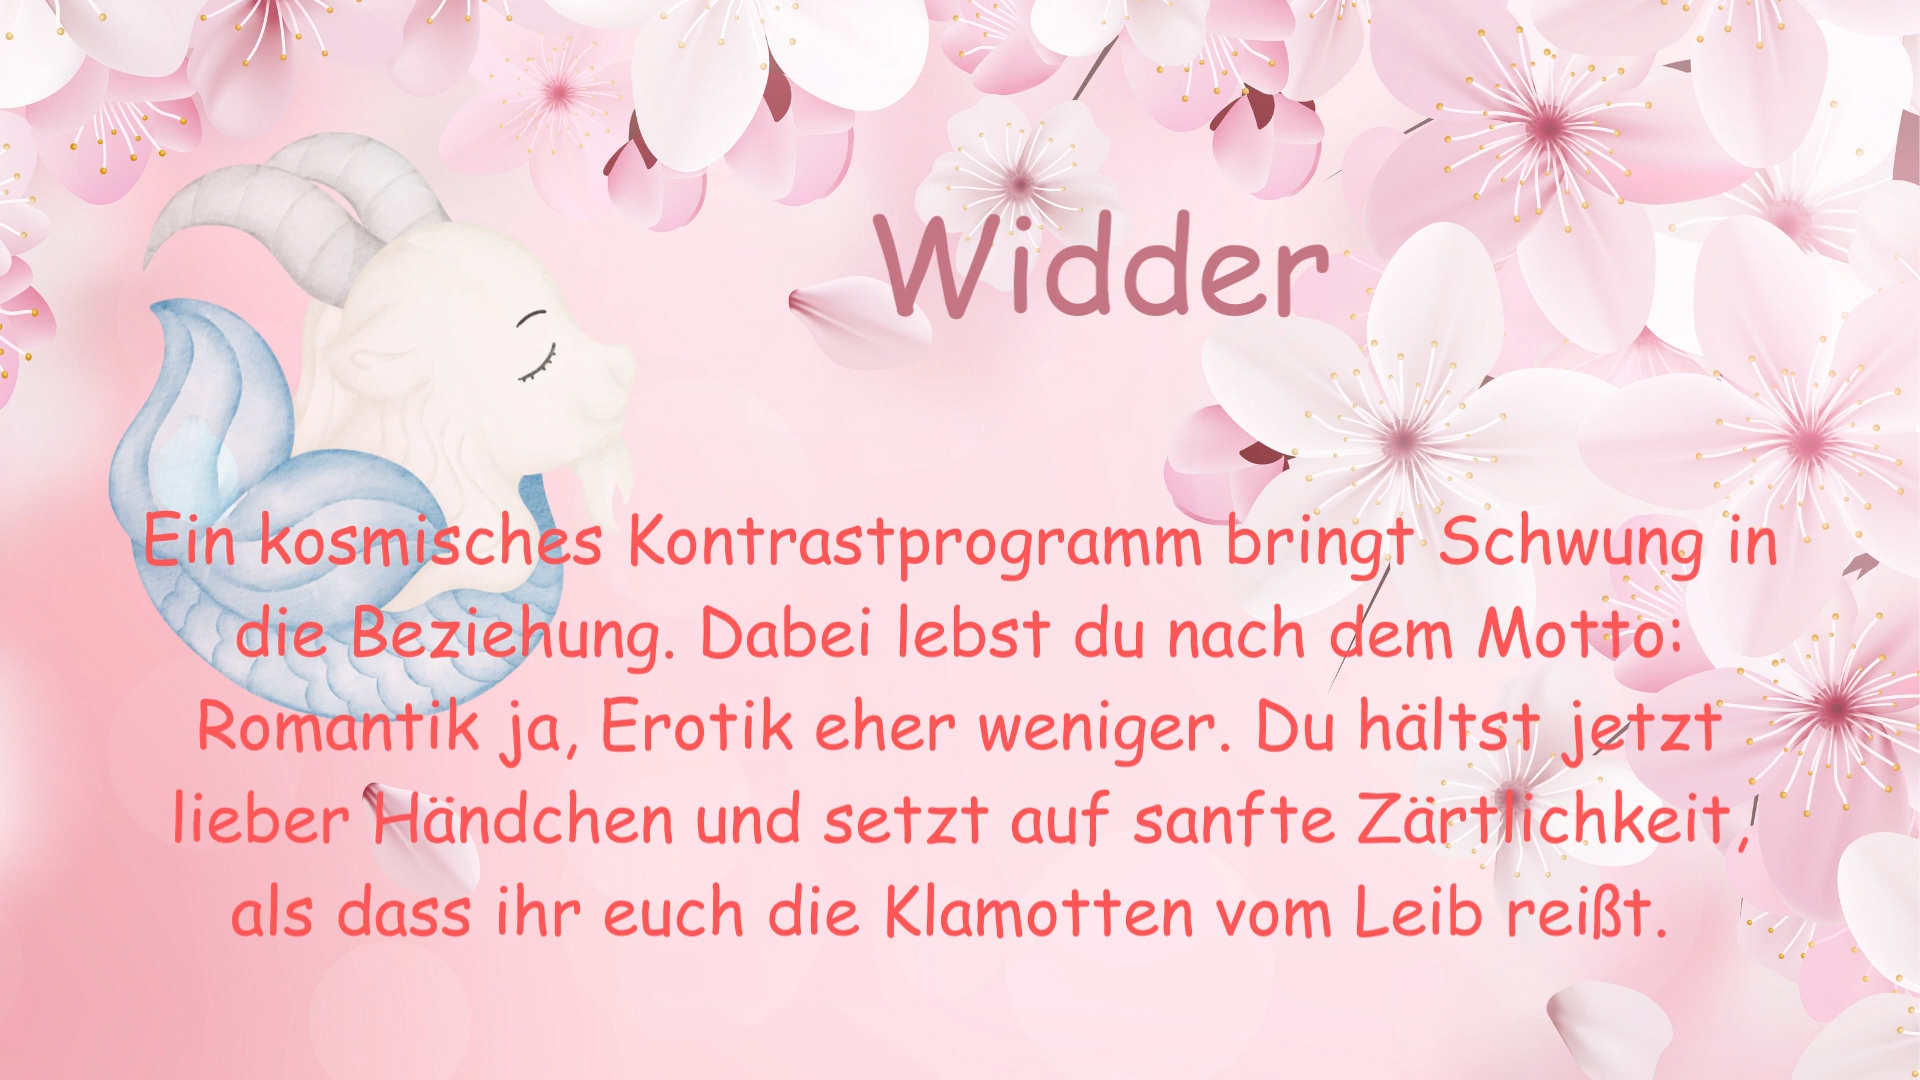 Widder
Ein kosmisches Kontrastprogramm bringt Schwung in
die Beziehung. Dabei lebst du nach dem Motto:
Romantik ja, Erotik eher weniger. Du hältst jetzt
lieber Händchen und setzt auf sanfte Zärtlichkeit,
als dass ihr euch die Klamotten vom Leib reißt.